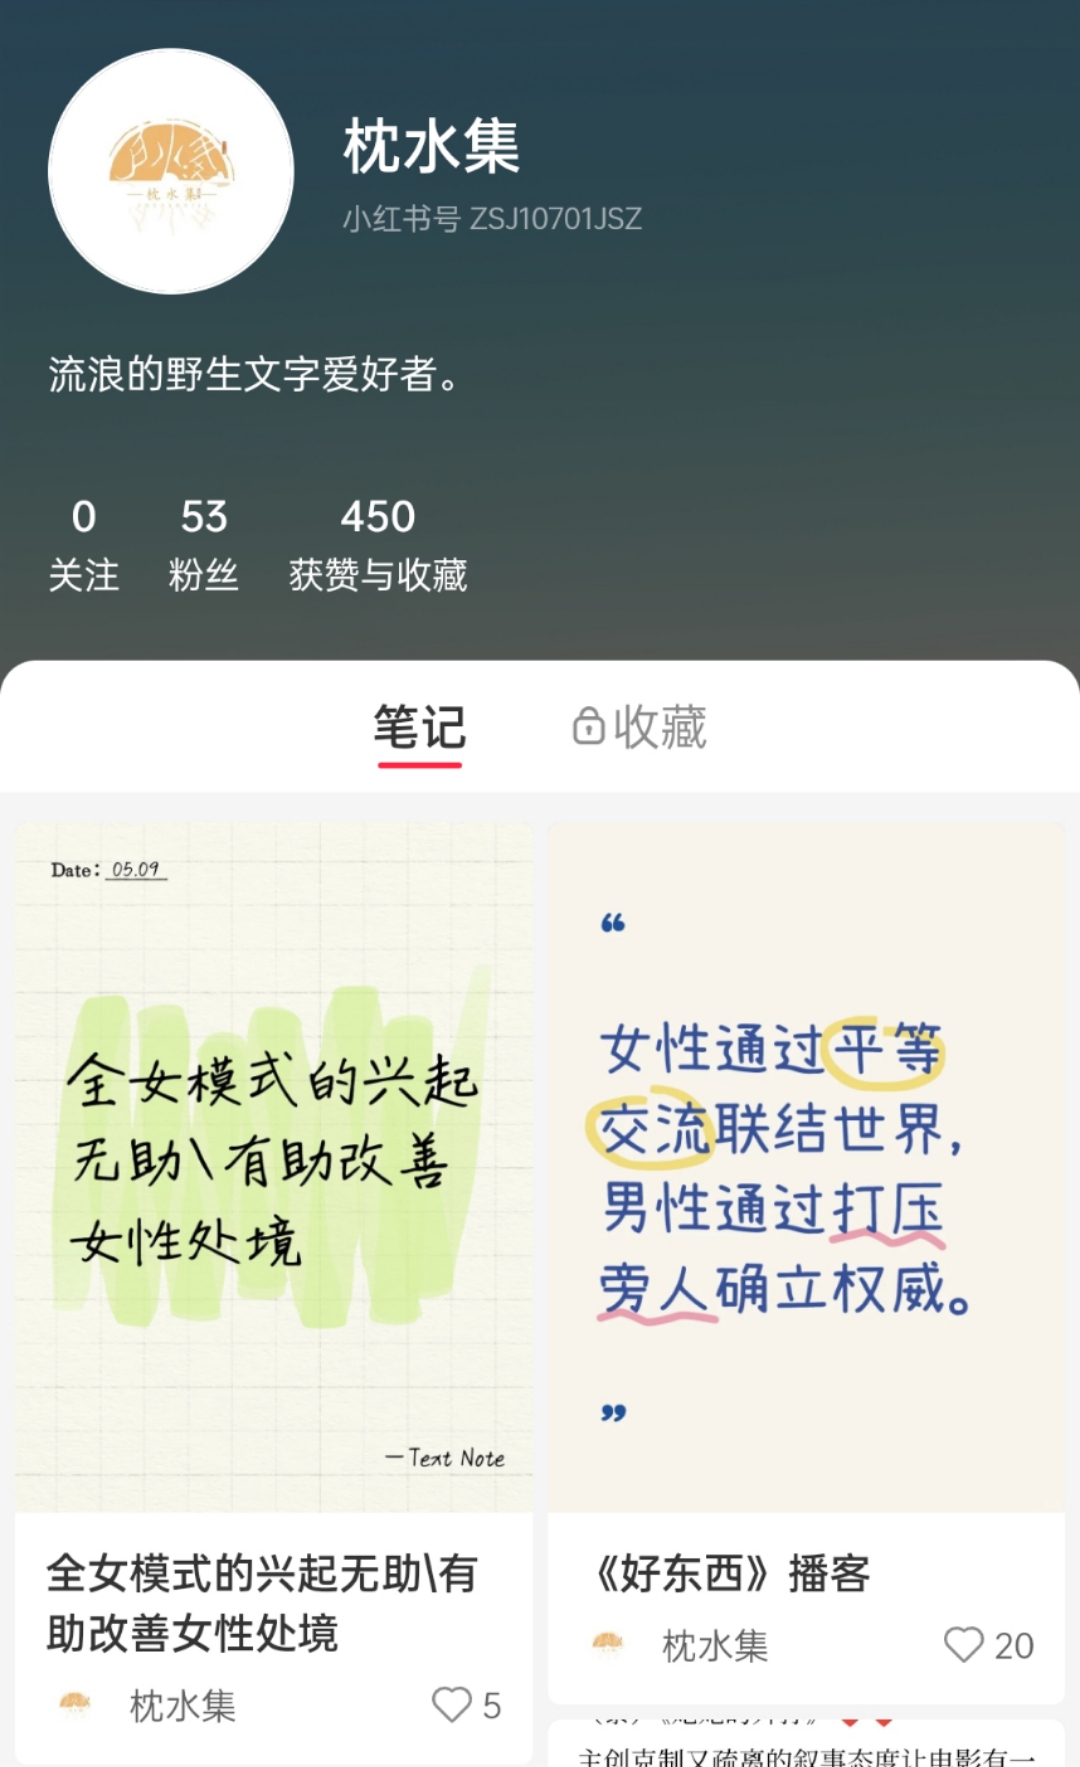 枕水集
枕水集
小红书号 ZSJ10701JSZ
流浪的野生文字爱好者。
0 53 450
关注 粉丝 获赞与收藏
笔记 收藏
Date: 05.09
全女模式的兴起
无助\有助改善
女性处境
—Text Note
全女模式的兴起无助\有
助改善女性处境
枕水集 5
“
女性通过平等
交流联结世界，
男性通过打压
旁人确立权威。
”
《好东西》播客
枕水集 20
主创克制又疏离的叙事态度让电影有一